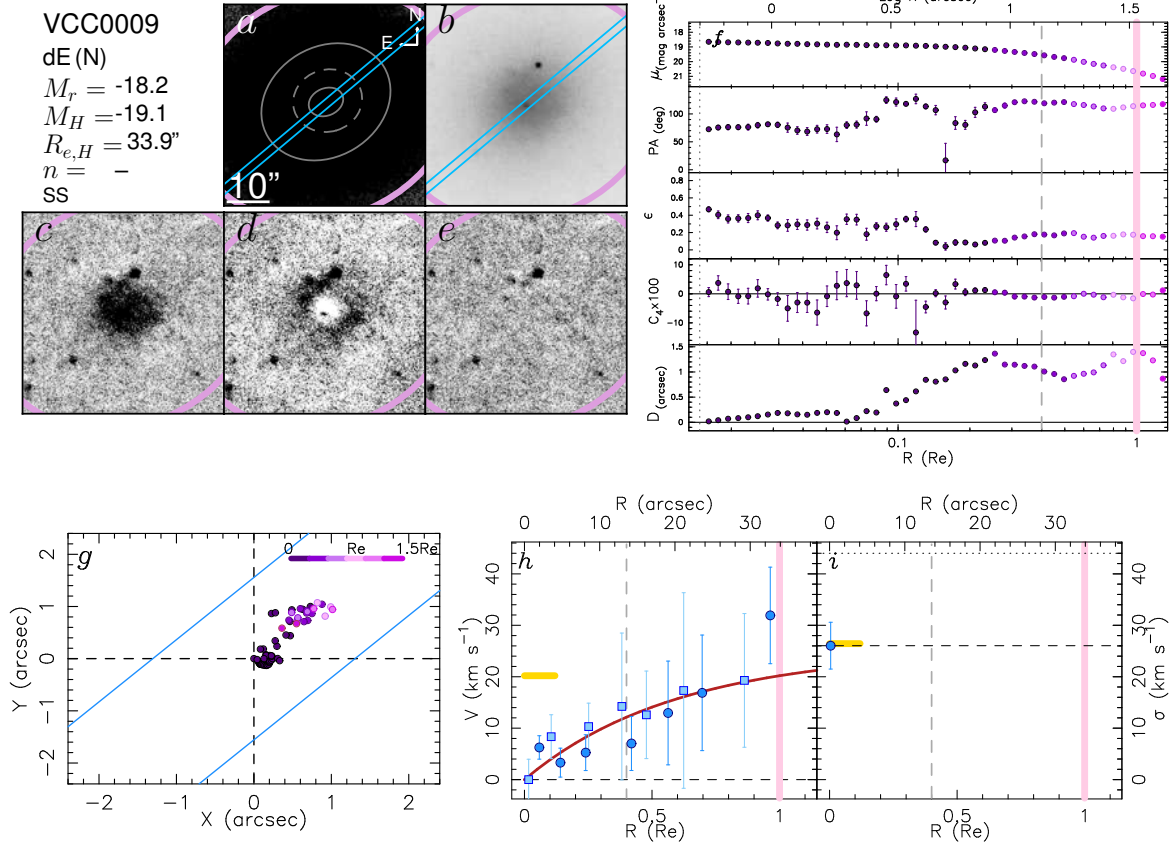 VCC0009
dE (N)
M_r = -18.2
M_H = -19.1
R_{e,H} = 33.9"
n = –
SS
a
N
E
10"
b
c
d
e
R (arcsec)
0 0.5 1 1.5
f
μ(mag arcsec⁻
18
19
20
21
PA (deg)
100
50
0
ε
0.6
0.4
0.2
0
C₄×100
10
0
−10
D (arcsec)
1.5
1
0.5
0
0.1 1
R (Re)
g
0 Re 1.5Re
Y (arcsec)
2
1
0
−1
−2
−2 −1 0 1 2
X (arcsec)
R (arcsec)
0 10 20 30
h
V (km s⁻¹)
40
30
20
10
0
0 0.5 1
R (Re)
R (arcsec)
0 10 20 30
i
σ (km s⁻¹)
40
30
20
10
0
0 0.5 1
R (Re)